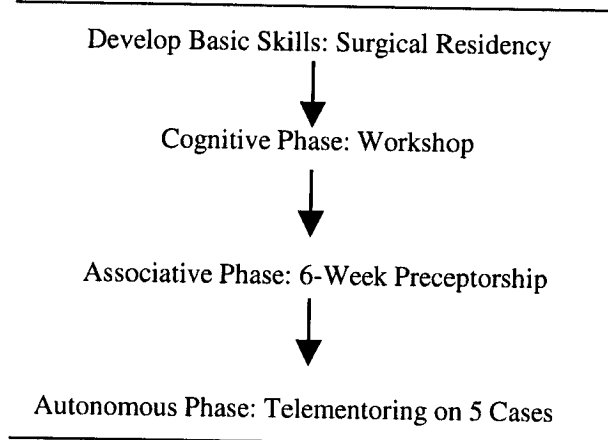 Develop Basic Skills: Surgical Residency
Cognitive Phase: Workshop
Associative Phase: 6-Week Preceptorship
Autonomous Phase: Telementoring on 5 Cases